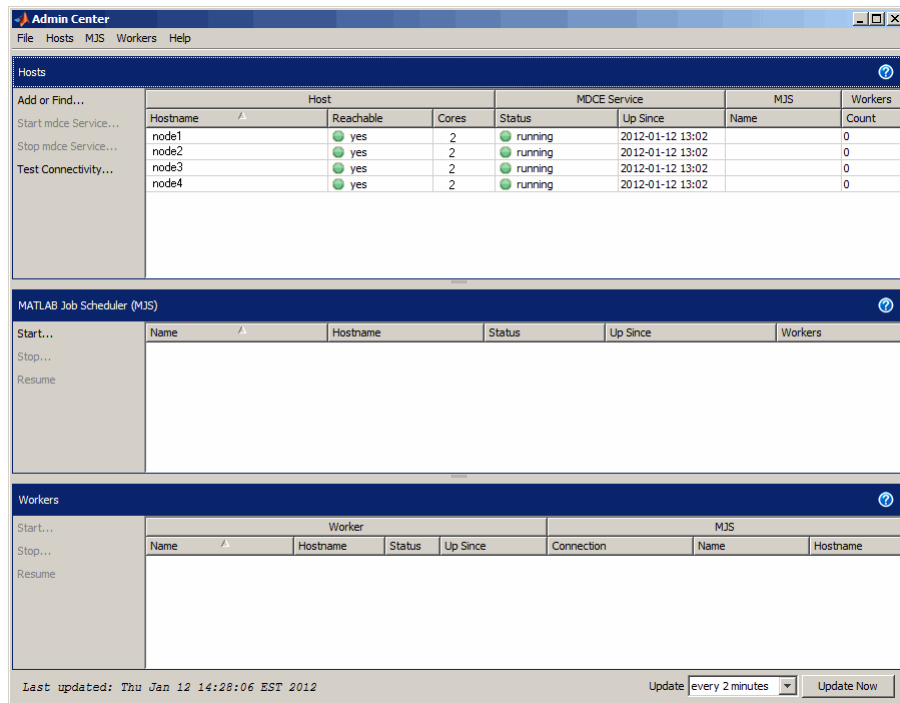 Admin Center
File Hosts MJS Workers Help
Hosts
Add or Find...
Start mdce Service...
Stop mdce Service...
Test Connectivity...
Host MDCE Service MJS Workers
Hostname Reachable Cores Status Up Since Name Count
node1 yes 2 running 2012-01-12 13:02 0
node2 yes 2 running 2012-01-12 13:02 0
node3 yes 2 running 2012-01-12 13:02 0
node4 yes 2 running 2012-01-12 13:02 0
MATLAB Job Scheduler (MJS)
Start...
Stop...
Resume
Name Hostname Status Up Since Workers
Workers
Start...
Stop...
Resume
Worker MJS
Name Hostname Status Up Since Connection Name Hostname
Last updated: Thu Jan 12 14:28:06 EST 2012
Update every 2 minutes Update Now